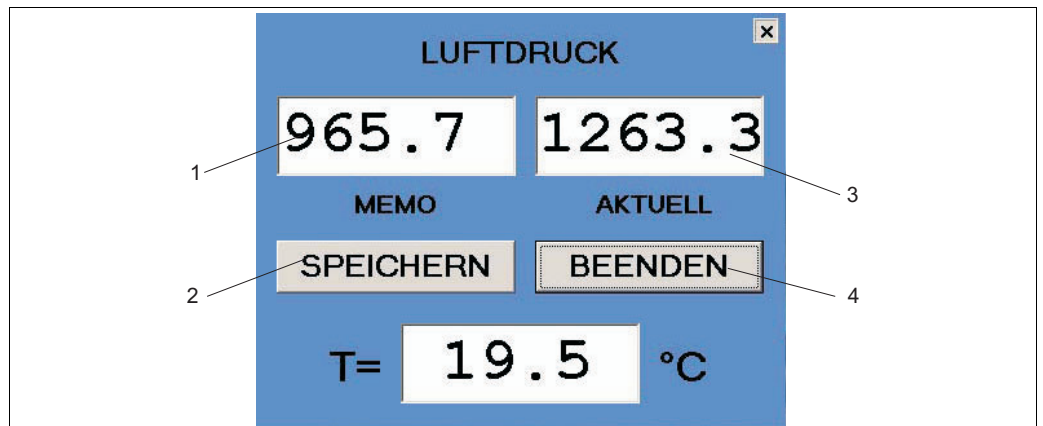 LUFTDRUCK
965.7 1263.3
1
3
MEMO AKTUELL
SPEICHERN BEENDEN
2
4
T= 19.5 °C